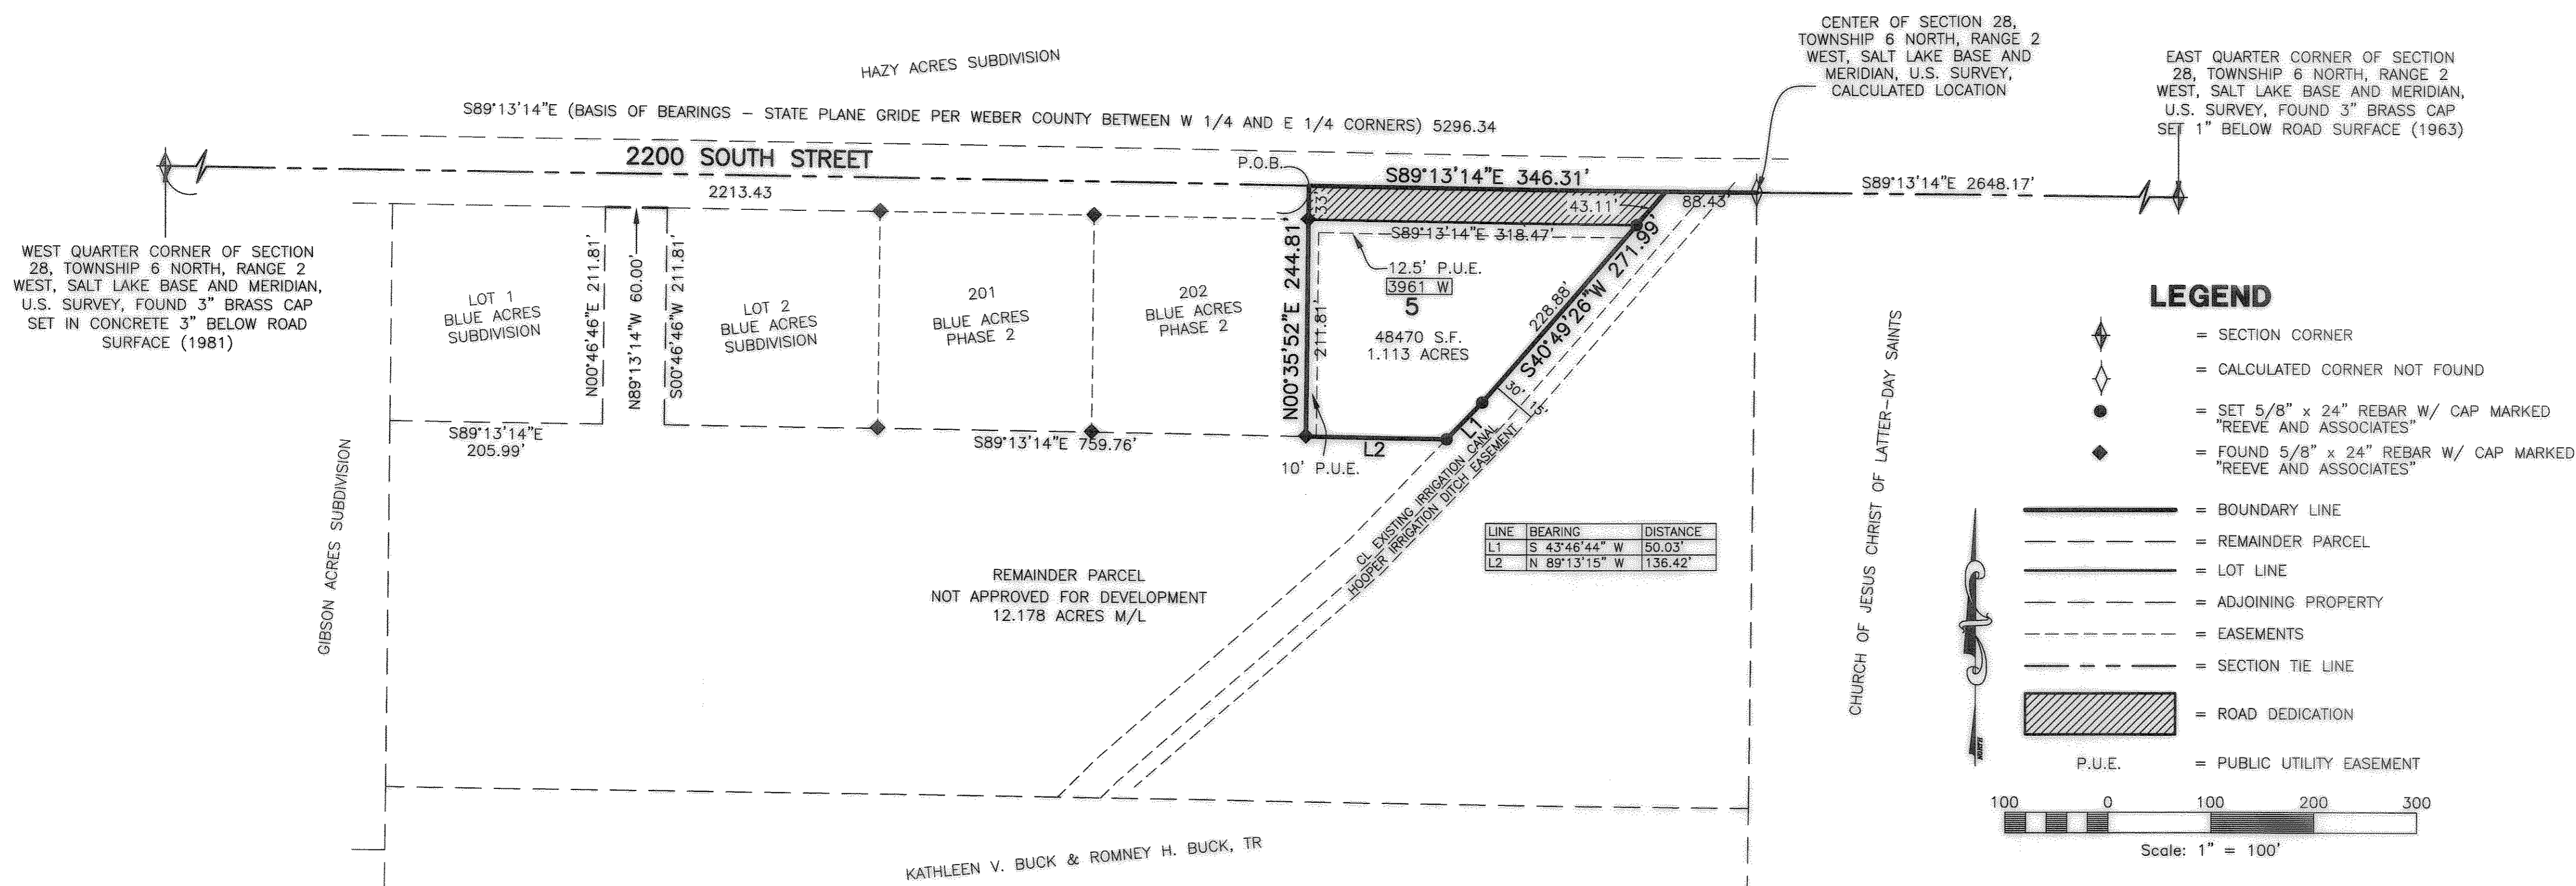 HAZY ACRES SUBDIVISION
S89°13'14"E (BASIS OF BEARINGS – STATE PLANE GRIDE PER WEBER COUNTY BETWEEN W 1/4 AND E 1/4 CORNERS) 5296.34
CENTER OF SECTION 28,
TOWNSHIP 6 NORTH, RANGE 2
WEST, SALT LAKE BASE AND
MERIDIAN, U.S. SURVEY,
CALCULATED LOCATION
EAST QUARTER CORNER OF SECTION
28, TOWNSHIP 6 NORTH, RANGE 2
WEST, SALT LAKE BASE AND MERIDIAN,
U.S. SURVEY, FOUND 3" BRASS CAP
SET 1" BELOW ROAD SURFACE (1963)
2200 SOUTH STREET
2213.43
P.O.B.
S89°13'14"E 346.31'
88.43'
S89°13'14"E 2648.17'
WEST QUARTER CORNER OF SECTION
28, TOWNSHIP 6 NORTH, RANGE 2
WEST, SALT LAKE BASE AND MERIDIAN,
U.S. SURVEY, FOUND 3" BRASS CAP
SET IN CONCRETE 3" BELOW ROAD
SURFACE (1981)
LOT 1
BLUE ACRES
SUBDIVISION
N00°46'46"E 211.81'
N89°13'14"W 60.00'
S00°46'46"W 211.81'
LOT 2
BLUE ACRES
SUBDIVISION
201
BLUE ACRES
PHASE 2
202
BLUE ACRES
PHASE 2
N00°35'52"E 244.81'
33'
211.81'
43.11'
S89°13'14"E 318.47'
12.5' P.U.E.
3961 W
5
48470 S.F.
1.113 ACRES
228.88'
S40°49'26"W 271.99'
30'
15'
L1
L2
10' P.U.E.
S89°13'14"E
205.99'
S89°13'14"E 759.76'
CL EXISTING IRRIGATION CANAL
HOOPER IRRIGATION DITCH EASEMENT
LINE BEARING DISTANCE
L1 S 43°46'44" W 50.03'
L2 N 89°13'15" W 136.42'
REMAINDER PARCEL
NOT APPROVED FOR DEVELOPMENT
12.178 ACRES M/L
GIBSON ACRES SUBDIVISION
CHURCH OF JESUS CHRIST OF LATTER-DAY SAINTS
KATHLEEN V. BUCK & ROMNEY H. BUCK, TR
LEGEND
= SECTION CORNER
= CALCULATED CORNER NOT FOUND
= SET 5/8" x 24" REBAR W/ CAP MARKED
"REEVE AND ASSOCIATES"
= FOUND 5/8" x 24" REBAR W/ CAP MARKED
"REEVE AND ASSOCIATES"
= BOUNDARY LINE
= REMAINDER PARCEL
= LOT LINE
= ADJOINING PROPERTY
= EASEMENTS
= SECTION TIE LINE
= ROAD DEDICATION
P.U.E. = PUBLIC UTILITY EASEMENT
100 0 100 200 300
Scale: 1" = 100'